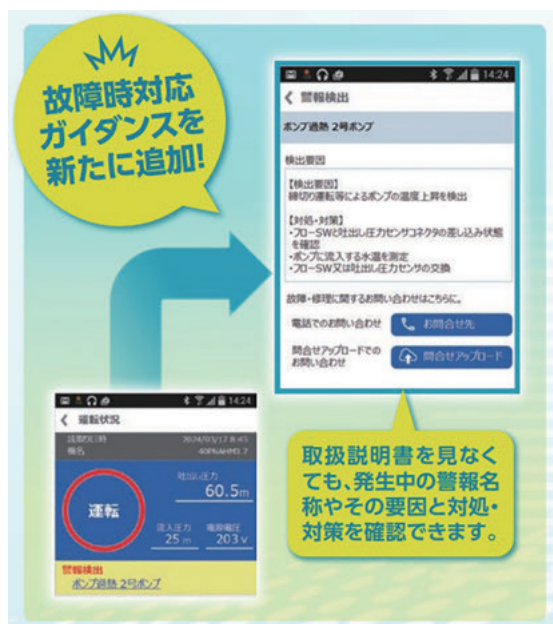 故障時対応
ガイダンスを
新たに追加!
14:24
警報検出
ポンプ過熱 2号ポンプ
検出要因
【検出要因】
締切り運転等によるポンプの温度上昇を検出
【対処・対策】
・フローSWと吐出し圧力センサコネクタの差し込み状態
を確認
・ポンプに流入する水温を測定
・フローSW又は吐出し圧力センサの交換
故障・修理に関するお問い合わせはこちらに。
電話でのお問い合わせ
お問合せ先
問合せアップロードでの
お問い合わせ
問合せアップロード
14:24
運転状況
2024/03/17 8:45
機名
運転
吐出し圧力
60.5m
流入圧力 電源電圧
25 m 203 v
警報検出
ポンプ過熱 2号ポンプ
取扱説明書を見なく
ても、発生中の警報名
称やその要因と対処・
対策を確認できます。